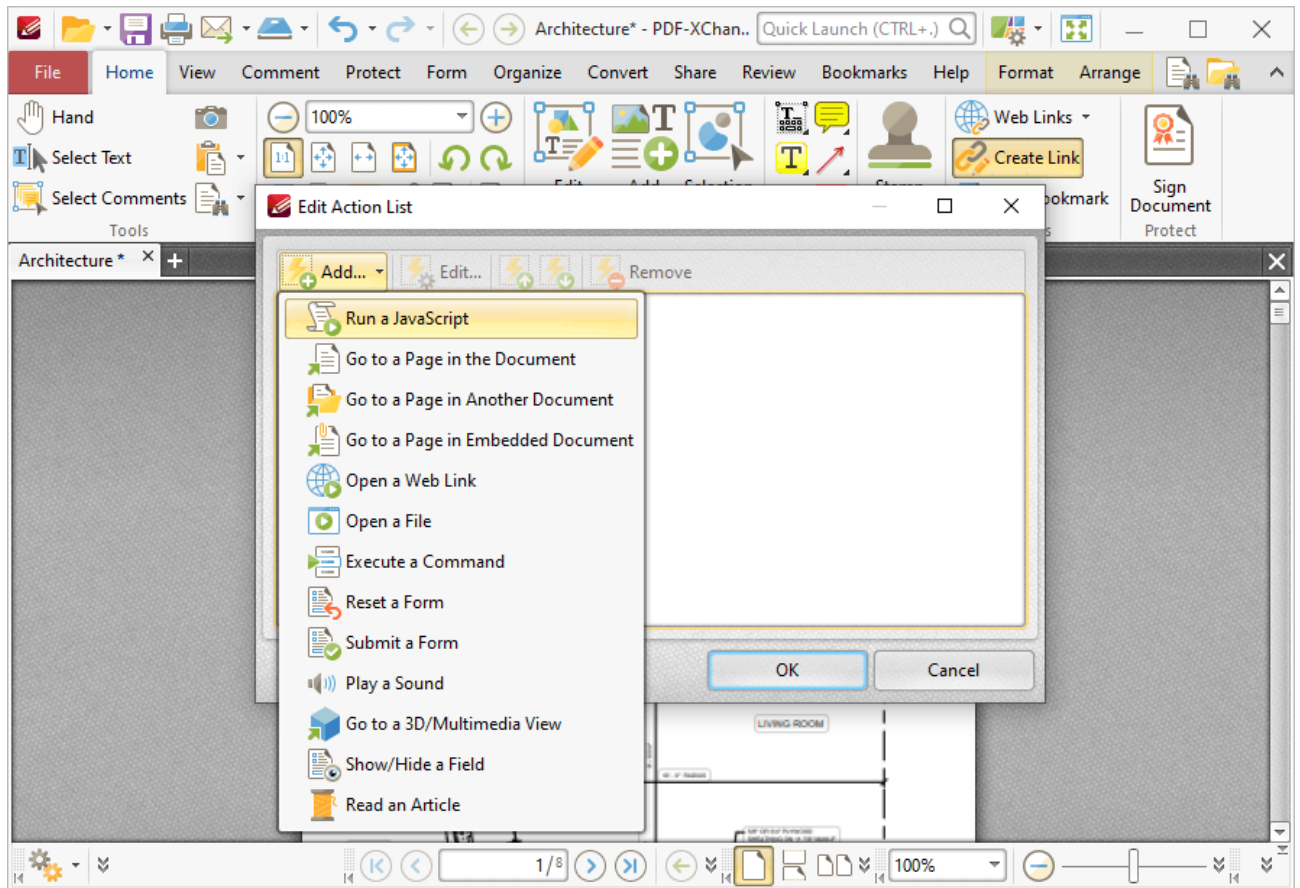 Architecture* - PDF-XChan.. Quick Launch (CTRL+.)
File Home View Comment Protect Form Organize Convert Share Review Bookmarks Help Format Arrange
Hand 100% Web Links
Select Text 1:1 T Create Link
Select Comments
Sign Document
Tools Protect
Edit Action List
Architecture *
Add... Edit... Remove
Run a JavaScript
Go to a Page in the Document
Go to a Page in Another Document
Go to a Page in Embedded Document
Open a Web Link
Open a File
Execute a Command
Reset a Form
Submit a Form
Play a Sound
Go to a 3D/Multimedia View
Show/Hide a Field
Read an Article
OK Cancel
LIVING ROOM
1/8 100%